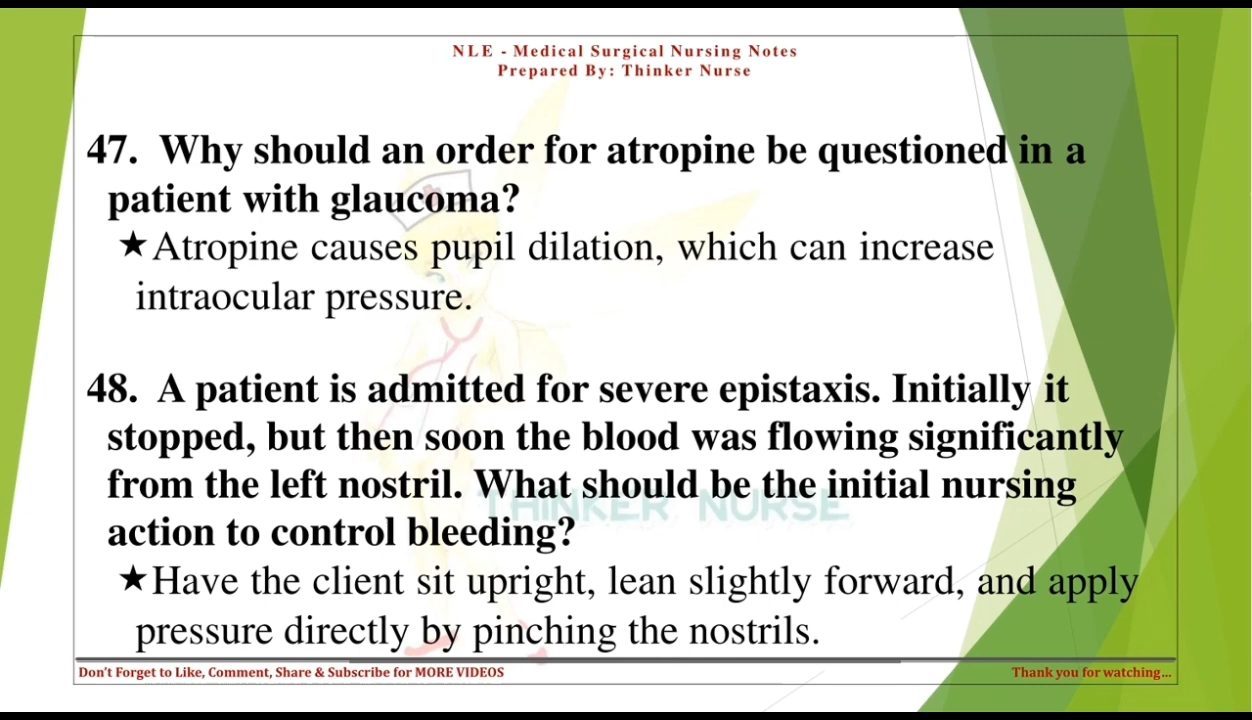 NLE - Medical Surgical Nursing Notes
Prepared By: Thinker Nurse
47. Why should an order for atropine be questioned in a
patient with glaucoma?
★Atropine causes pupil dilation, which can increase
intraocular pressure.
48. A patient is admitted for severe epistaxis. Initially it
stopped, but then soon the blood was flowing significantly
from the left nostril. What should be the initial nursing
action to control bleeding?
THINKER NURSE
★Have the client sit upright, lean slightly forward, and apply
pressure directly by pinching the nostrils.
Don't Forget to Like, Comment, Share & Subscribe for MORE VIDEOS
Thank you for watching...